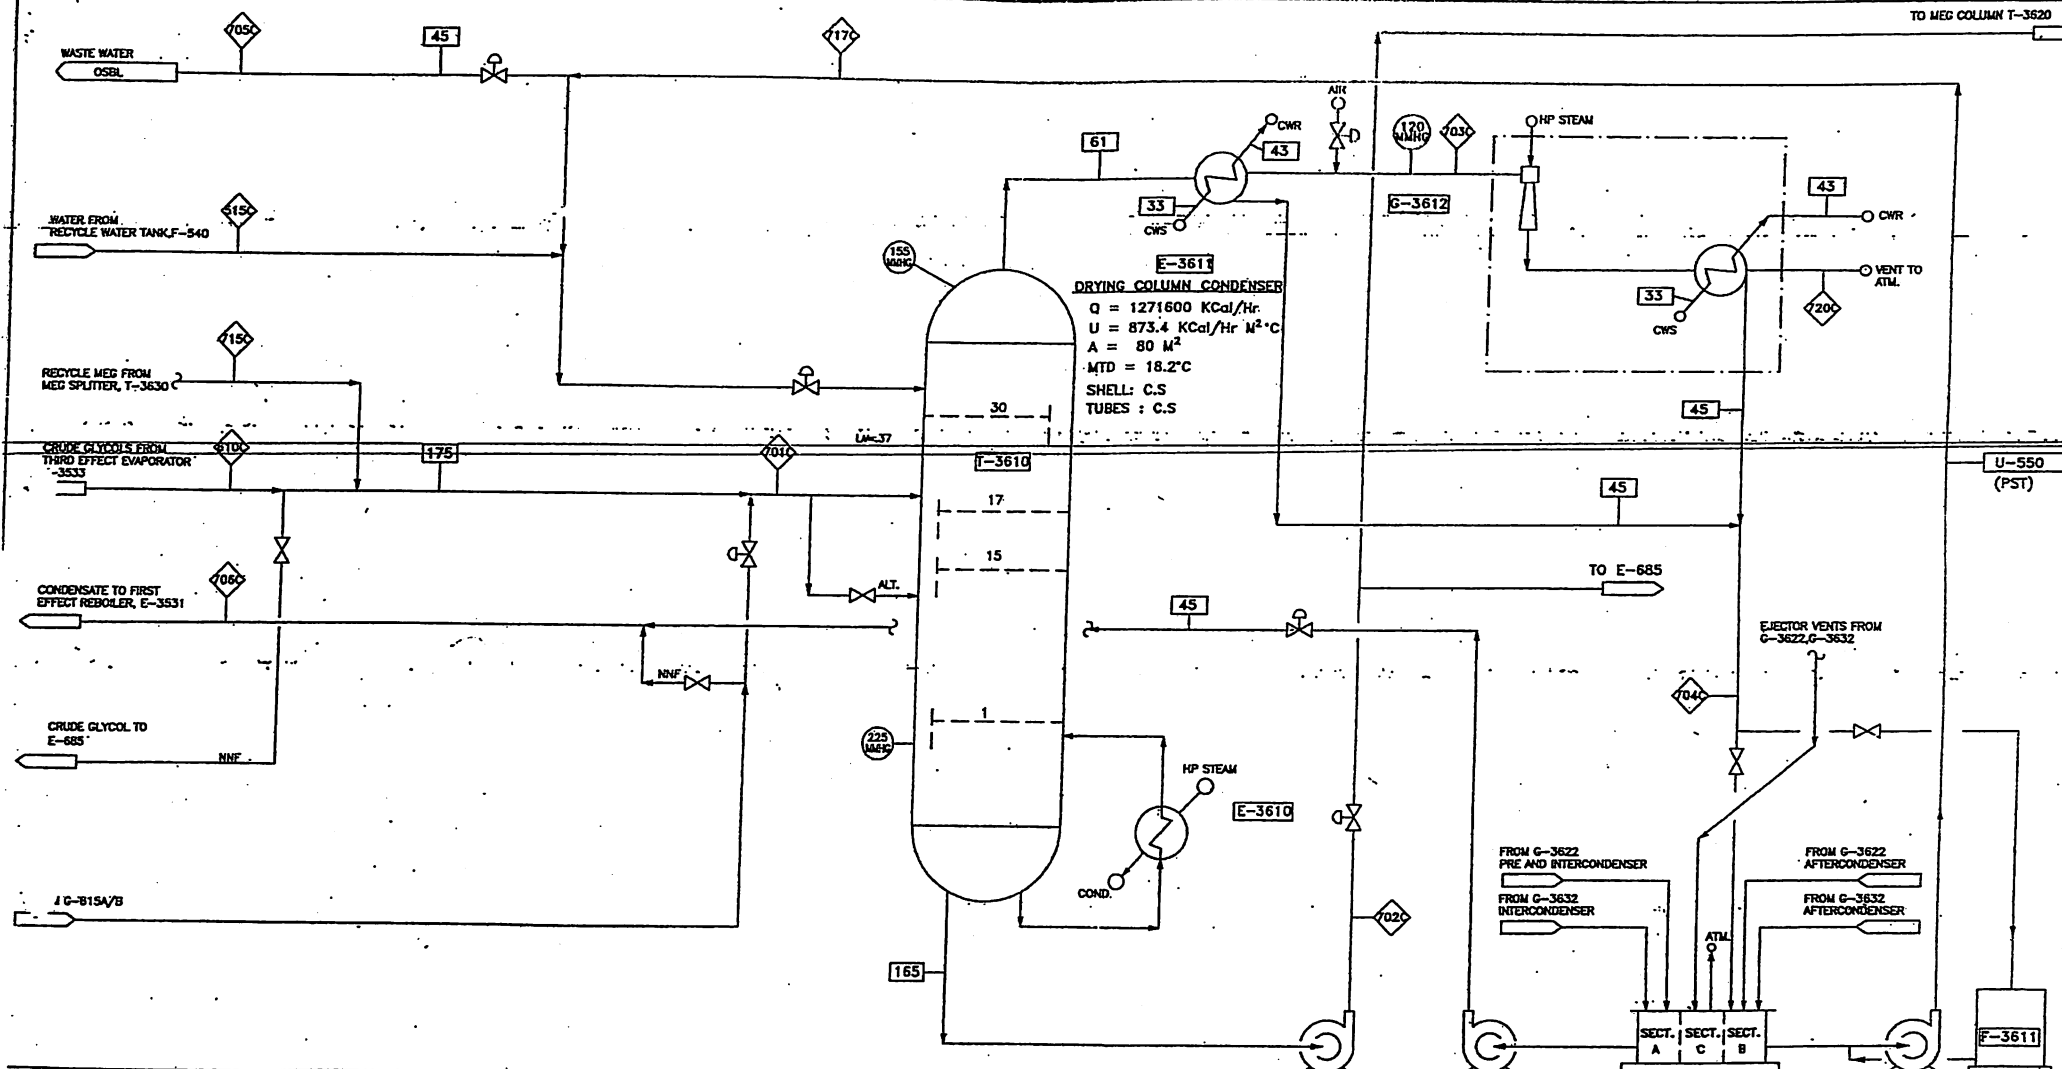 TO MEG COLUMN T-3620
705C
45
717C
WASTE WATER
OSBL
AIR
CWR
61
43
120
MMHG
703C
HP STEAM
515C
WATER FROM
RECYCLE WATER TANK,F-540
33
CWS
G-3612
43
CWR
155
MMHG
E-3611
DRYING COLUMN CONDENSER
Q = 1271600 KCal/Hr.
U = 873.4 KCal/Hr M²°C
A = 80 M²
MTD = 18.2°C
SHELL: C.S
TUBES : C.S
VENT TO
ATM.
33
CWS
720C
715C
RECYCLE MEG FROM
MEG SPLITTER, T-3630
30
45
CRUDE GLYCOLS FROM
THIRD EFFECT EVAPORATOR
-3533
610C
175
701C
T-3610
U-550
(PST)
17
45
15
TO E-685
706C
CONDENSATE TO FIRST
EFFECT REBOILER, E-3531
ALT.
45
EJECTOR VENTS FROM
G-3622,G-3632
NNF
704C
CRUDE GLYCOL TO
E-685
NNF
1
225
MMHG
HP STEAM
E-3610
COND.
FROM G-3622
PRE AND INTERCONDENSER
FROM G-3622
AFTERCONDENSER
FROM G-3632
INTERCONDENSER
FROM G-3632
AFTERCONDENSER
G-815A/B
702C
ATM.
165
SECT.
A
SECT.
C
SECT.
B
F-3611